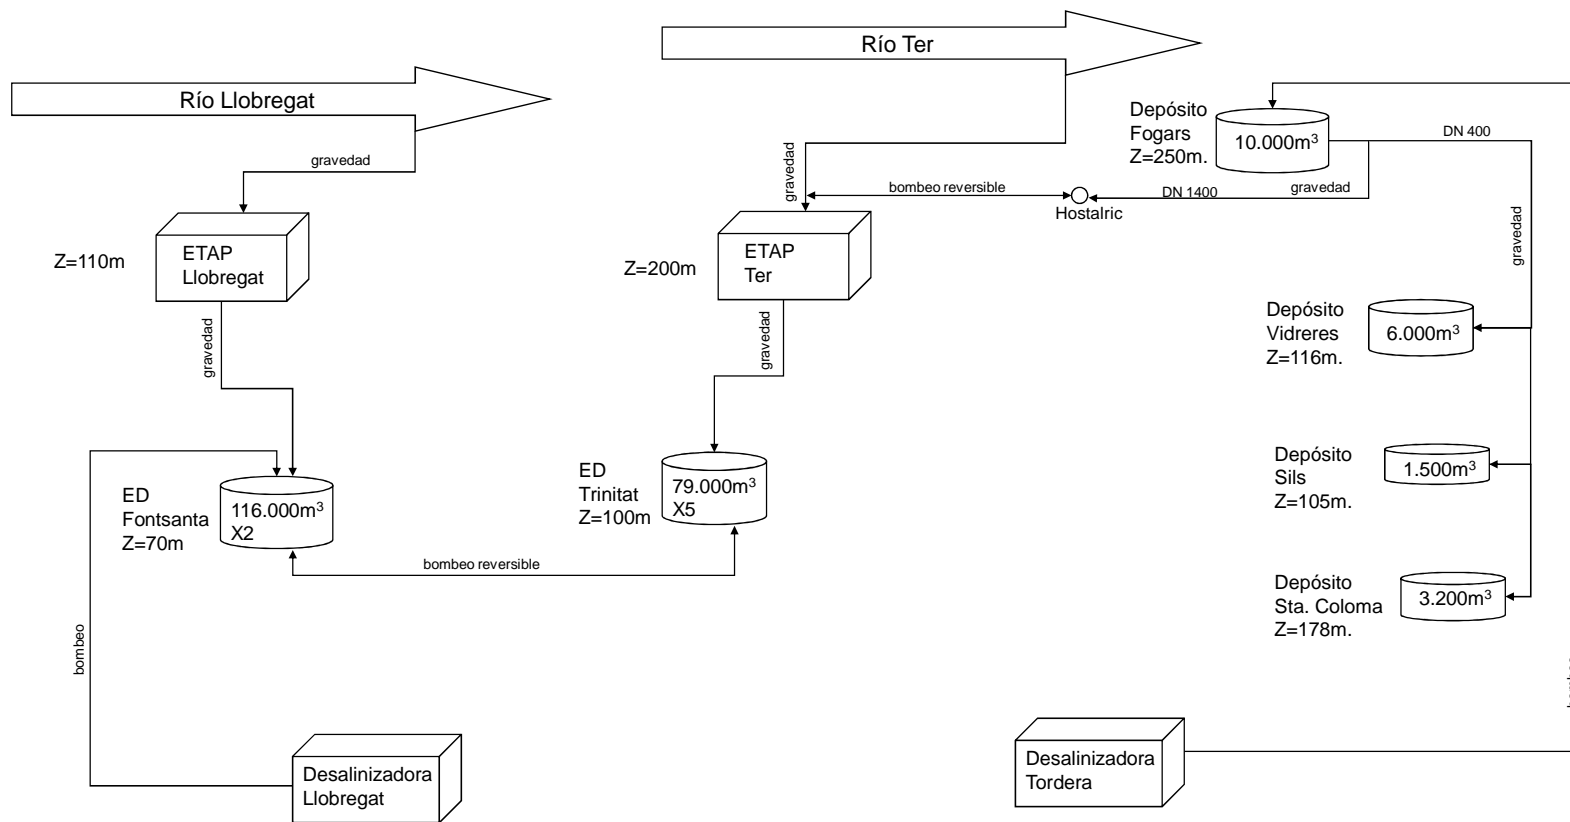 Río Ter
Río Llobregat
Depósito
Fogars
Z=250m.
10.000m³
DN 400
gravedad
gravedad
bombeo reversible
DN 1400
gravedad
Hostalric
gravedad
Z=110m
ETAP
Llobregat
Z=200m
ETAP
Ter
gravedad
gravedad
Depósito
Vidreres
Z=116m.
6.000m³
ED
Fontsanta
Z=70m
116.000m³
X2
ED
Trinitat
Z=100m
79.000m³
X5
Depósito
Sils
Z=105m.
1.500m³
bombeo reversible
Depósito
Sta. Coloma
Z=178m.
3.200m³
bombeo
Desalinizadora
Llobregat
Desalinizadora
Tordera